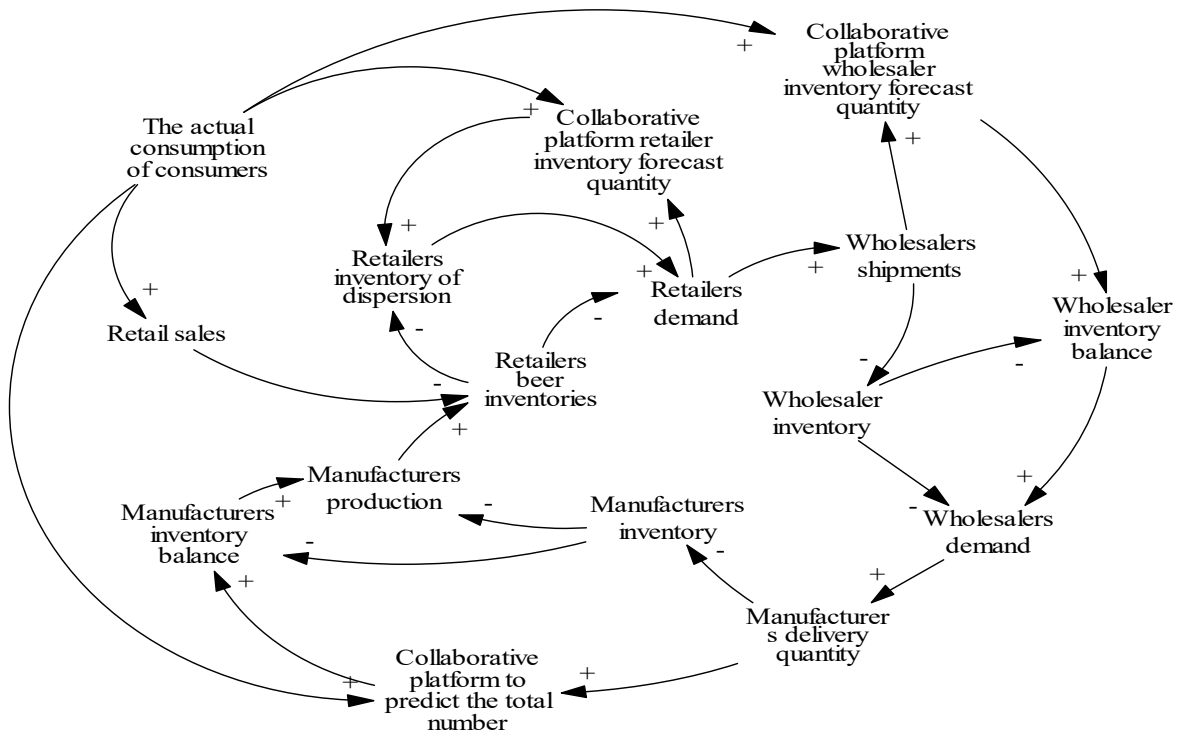 Collaborative
platform
wholesaler
inventory forecast
quantity
+
The actual
consumption
of consumers
+
Collaborative
platform retailer
inventory forecast
quantity
+
+
Retailers
inventory of
dispersion
+
+
Retailers
demand
+
Wholesalers
shipments
+
Wholesaler
inventory
balance
+
Retail sales
-
-
Retailers
beer
inventories
-
+
-
Wholesaler
inventory
-
+
-
Wholesalers
demand
Manufacturers
production
+
-
Manufacturers
inventory
balance
-
+
Manufacturers
inventory
-
+
Manufacturer
s delivery
quantity
+
+
Collaborative
platform to
predict the total
number